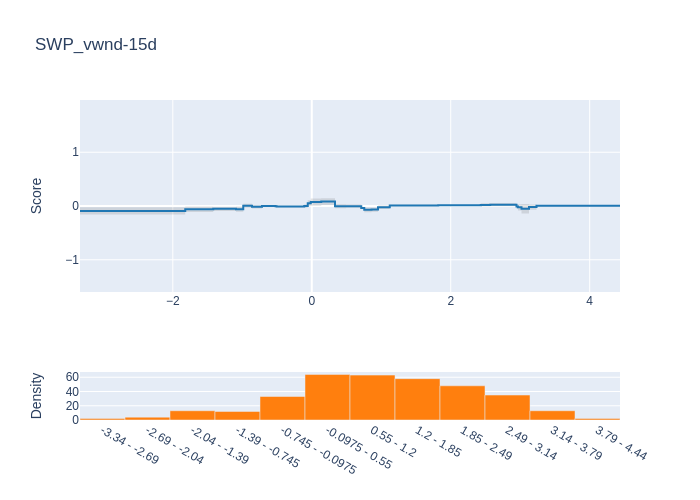 SWP_vwnd-15d
Score
1
0
−1
−2
0
2
4
Density
60
40
20
0
-3.34 - -2.69
-2.69 - -2.04
-2.04 - -1.39
-1.39 - -0.745
-0.745 - -0.0975
-0.0975 - 0.55
0.55 - 1.2
1.2 - 1.85
1.85 - 2.49
2.49 - 3.14
3.14 - 3.79
3.79 - 4.44